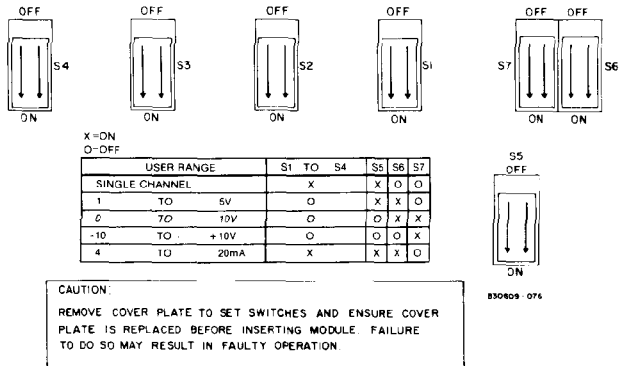 OFF OFF OFF OFF OFF OFF
S4 S3 S2 S1 S7 S6
ON ON ON ON ON ON
X=ON
O=OFF
USER RANGE S1 TO S4 S5 S6 S7
SINGLE CHANNEL X X O O
1 TO 5V O X X O
0 TO 10V O O X X
-10 TO +10V O O O X
4 TO 20mA X X X O
S5
OFF
ON
B30809-076
CAUTION:
REMOVE COVER PLATE TO SET SWITCHES AND ENSURE COVER
PLATE IS REPLACED BEFORE INSERTING MODULE. FAILURE
TO DO SO MAY RESULT IN FAULTY OPERATION.